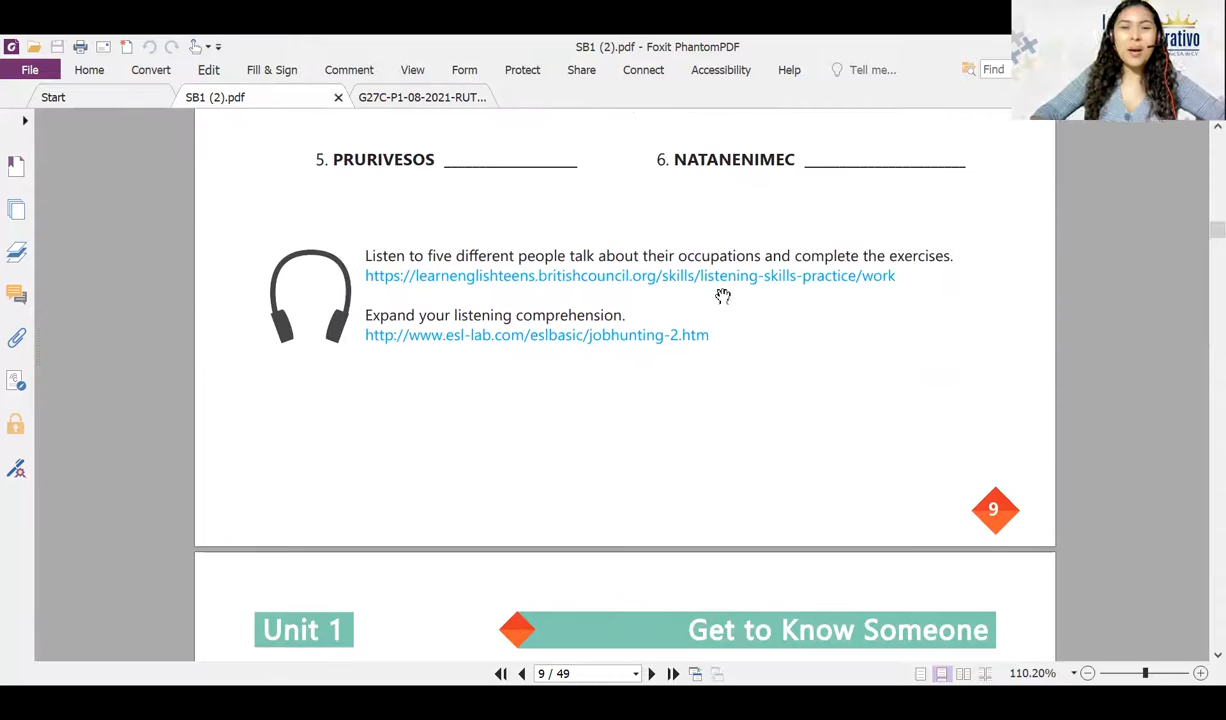 SB1 (2).pdf - Foxit PhantomPDF
File Home Convert Edit Fill & Sign Comment View Form Protect Share Connect Accessibility Help Tell me... Find
Start SB1 (2).pdf G27C-P1-08-2021-RUT...
5. PRURIVESOS ________________ 6. NATANENIMEC ___________________
Listen to five different people talk about their occupations and complete the exercises.
https://learnenglishteens.britishcouncil.org/skills/listening-skills-practice/work
Expand your listening comprehension.
http://www.esl-lab.com/eslbasic/jobhunting-2.htm
9
Unit 1 Get to Know Someone
9 / 49 110.20%